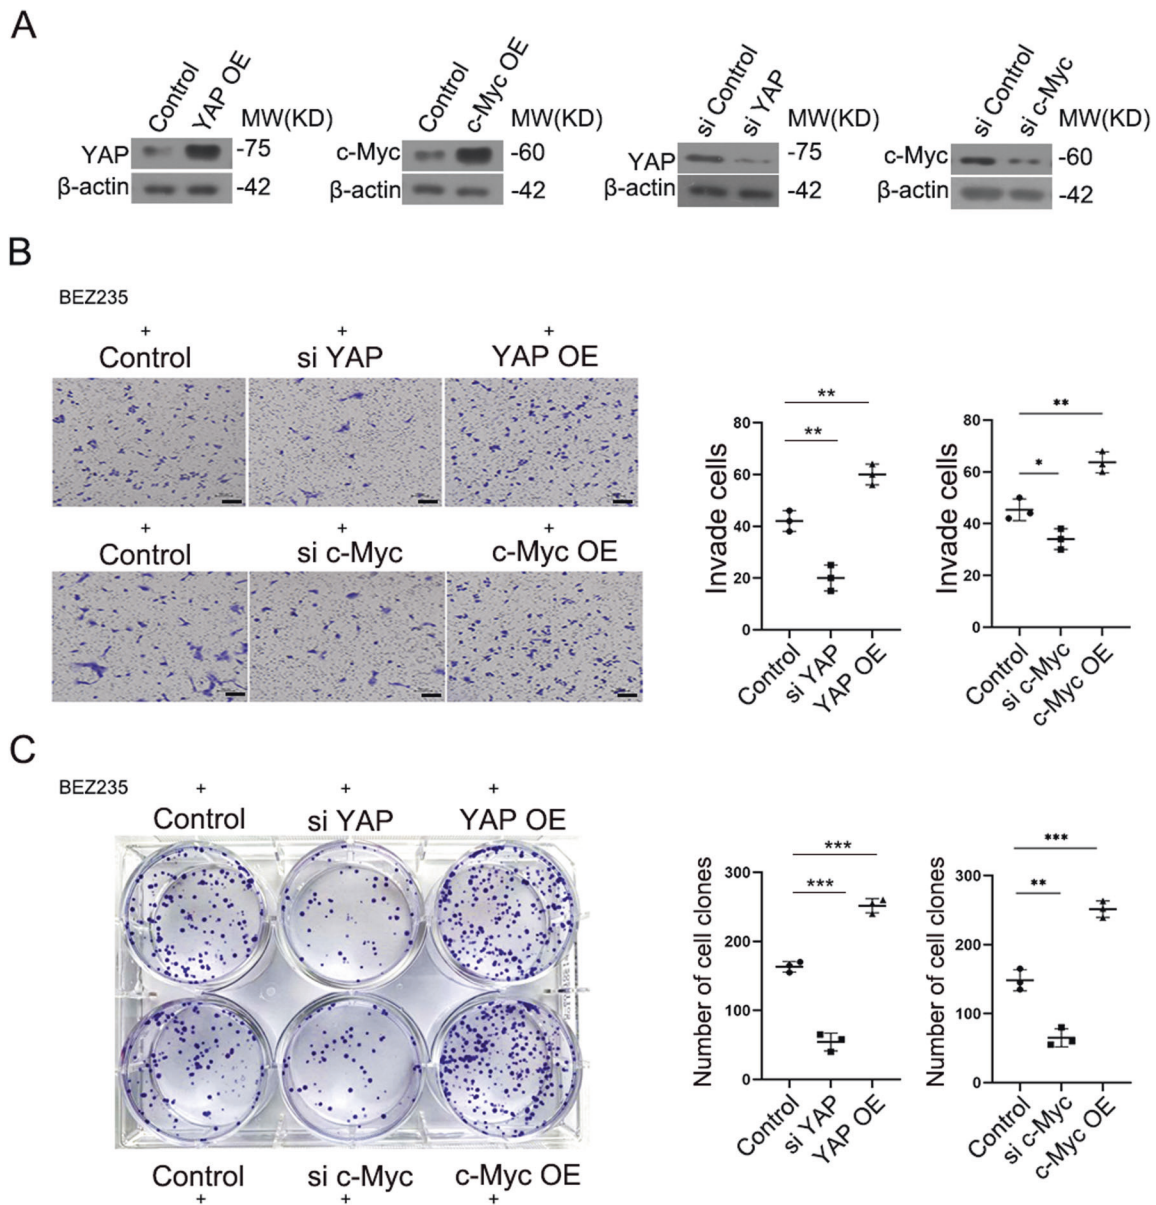 A
Control YAP OE MW(KD)
YAP -75
β-actin -42
Control c-Myc OE MW(KD)
c-Myc -60
β-actin -42
si Control si YAP MW(KD)
YAP -75
β-actin -42
si Control si c-Myc MW(KD)
c-Myc -60
β-actin -42
B
BEZ235
+ + +
Control si YAP YAP OE
+ + +
Control si c-Myc c-Myc OE
Invade cells
80
60
40
20
0
**
**
Control si YAP YAP OE
Invade cells
80
60
40
20
0
**
*
Control si c-Myc c-Myc OE
C
BEZ235 + + +
Control si YAP YAP OE
Control si c-Myc c-Myc OE
+ + +
Number of cell clones
300
200
100
0
***
***
Control si YAP YAP OE
Number of cell clones
300
200
100
0
***
**
Control si c-Myc c-Myc OE